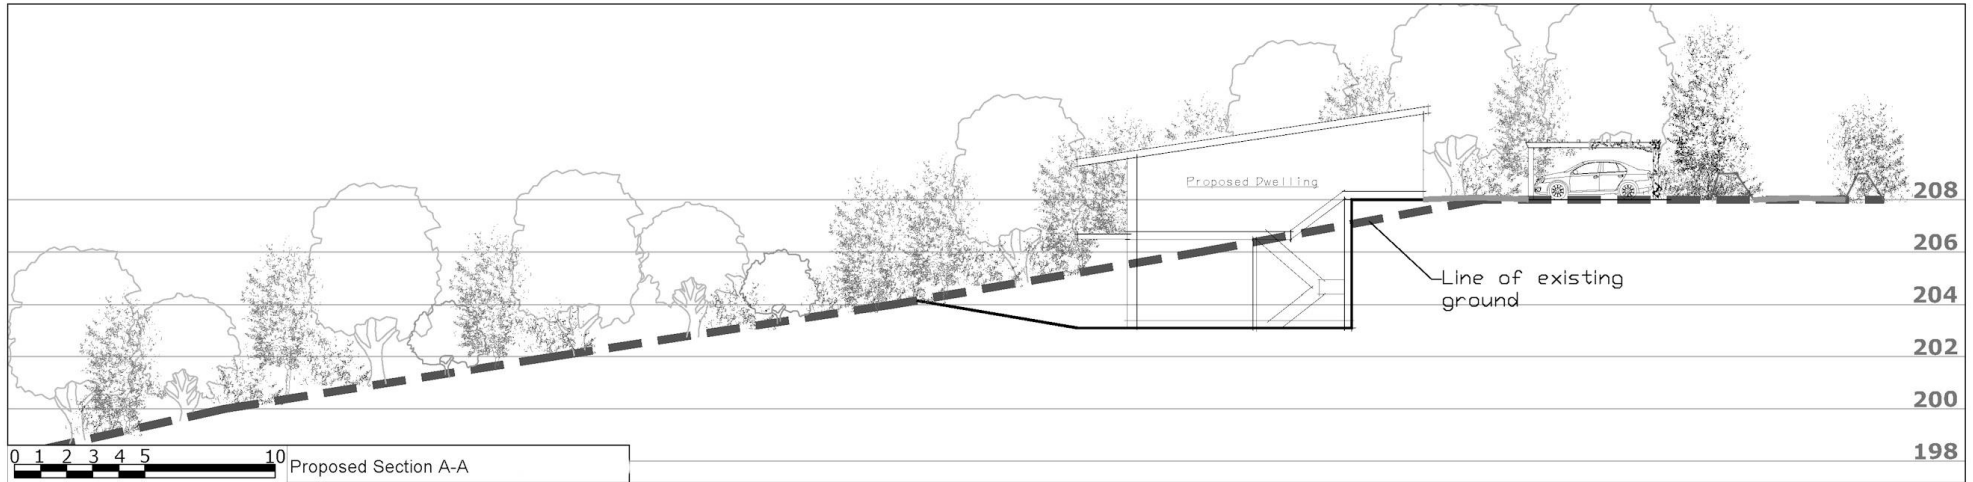 Proposed Dwelling
208
206
Line of existing
ground
204
202
200
198
0 1 2 3 4 5 10
Proposed Section A-A